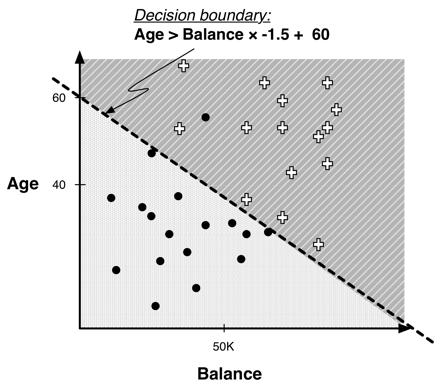 Decision boundary:
Age > Balance × -1.5 + 60
60
Age
40
50K
Balance